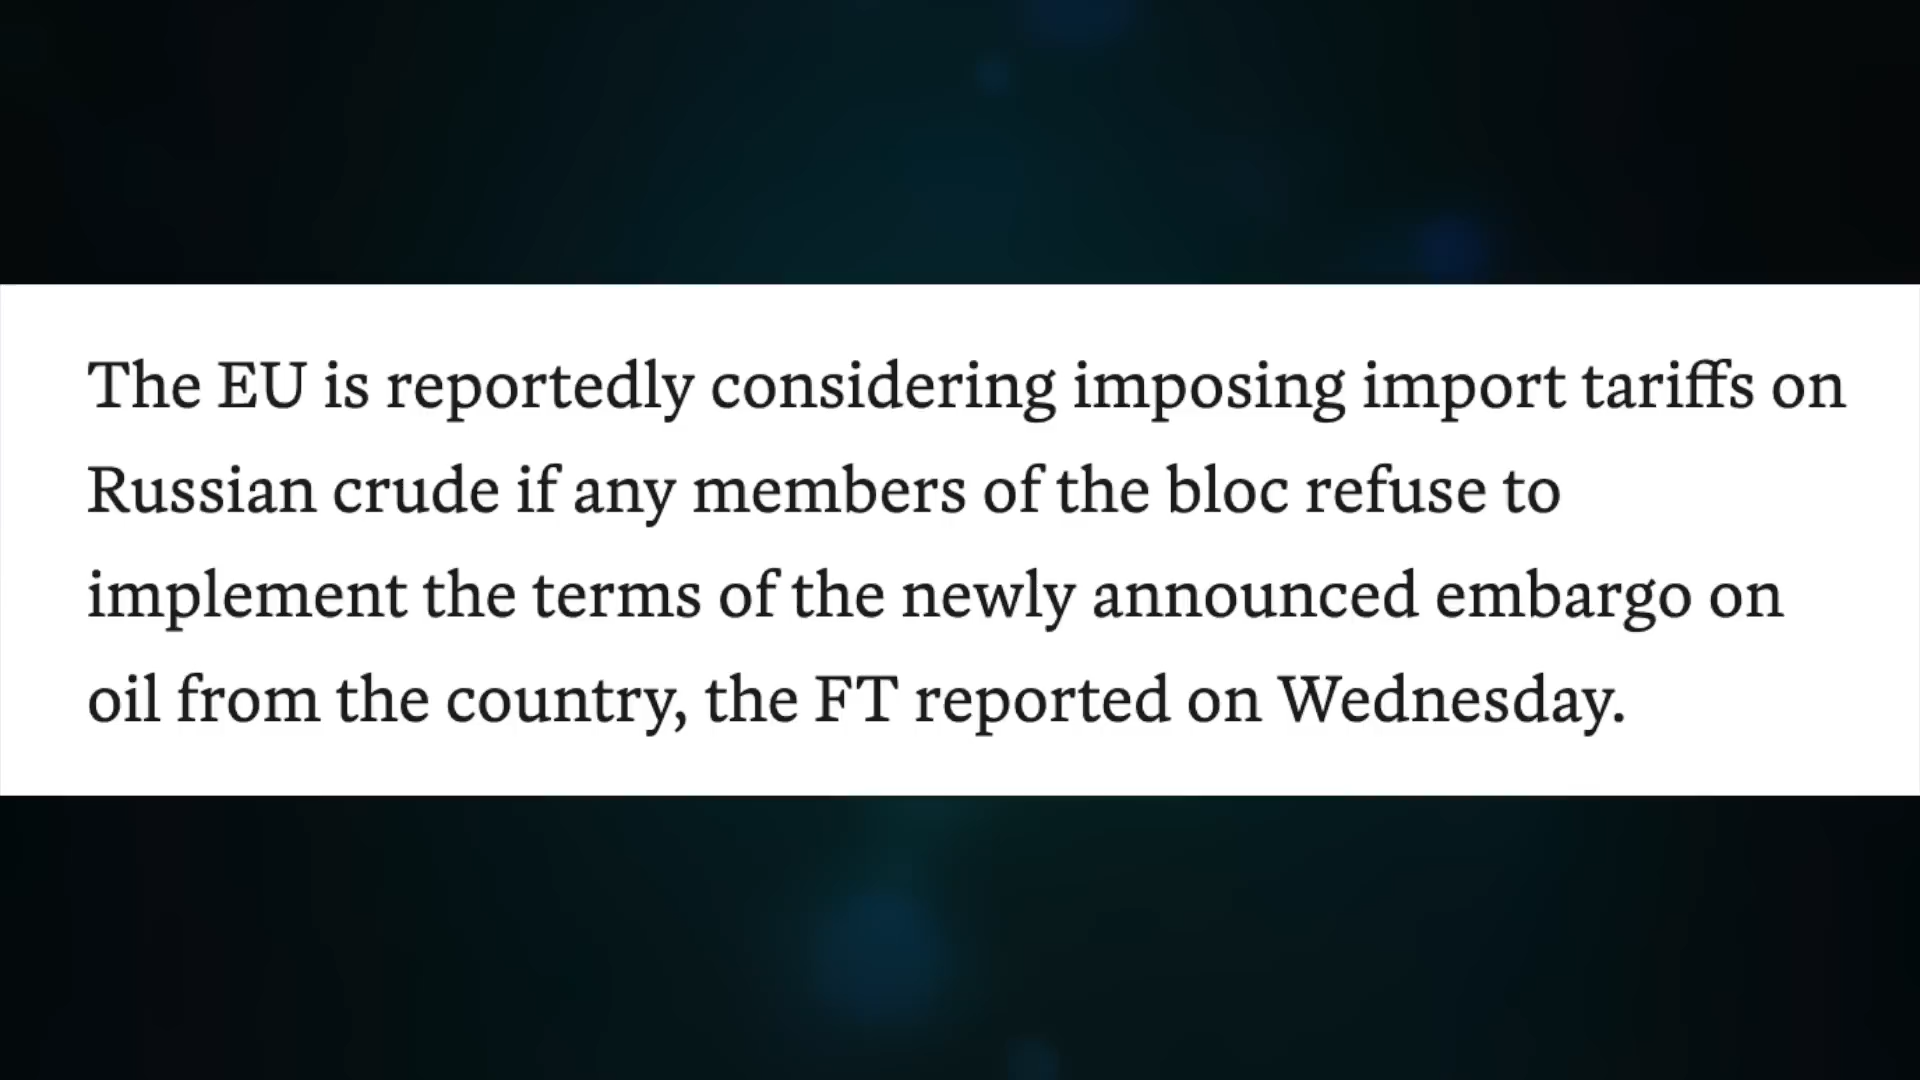 The EU is reportedly considering imposing import tariffs on
Russian crude if any members of the bloc refuse to
implement the terms of the newly announced embargo on
oil from the country, the FT reported on Wednesday.